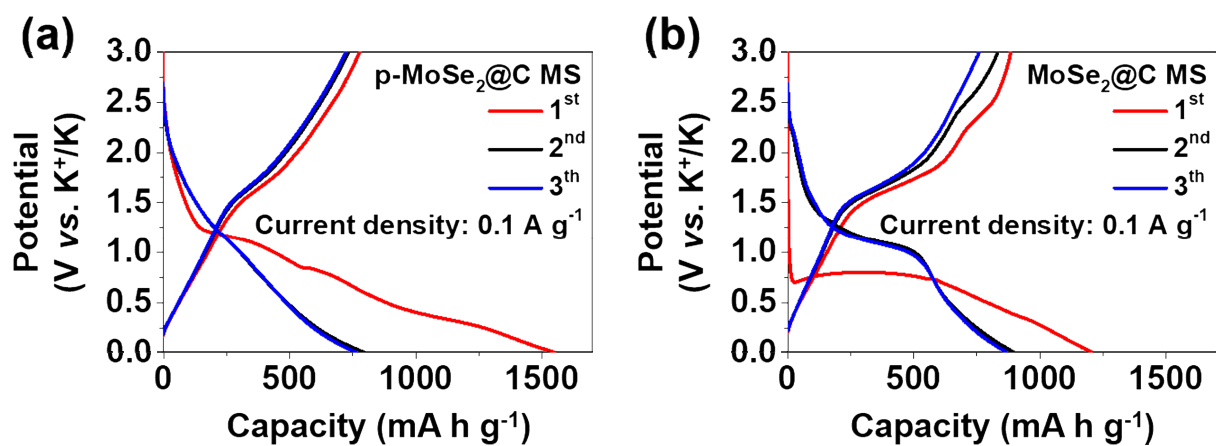 (a)
p-MoSe₂@C MS
1ˢᵗ
2ⁿᵈ
3ᵗʰ
Current density: 0.1 A g⁻¹
Potential
(V vs. K⁺/K)
3.0
2.5
2.0
1.5
1.0
0.5
0.0
0
500
1000
1500
Capacity (mA h g⁻¹)
(b)
MoSe₂@C MS
1ˢᵗ
2ⁿᵈ
3ᵗʰ
Current density: 0.1 A g⁻¹
Potential
(V vs. K⁺/K)
3.0
2.5
2.0
1.5
1.0
0.5
0.0
0
500
1000
1500
Capacity (mA h g⁻¹)